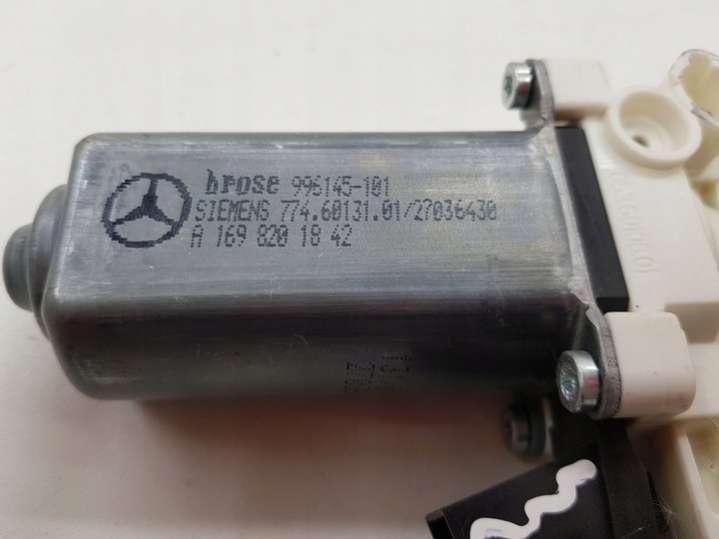 brose 996145-101
SIEMENS 774.60131.01/27036430
A 169 820 18 42